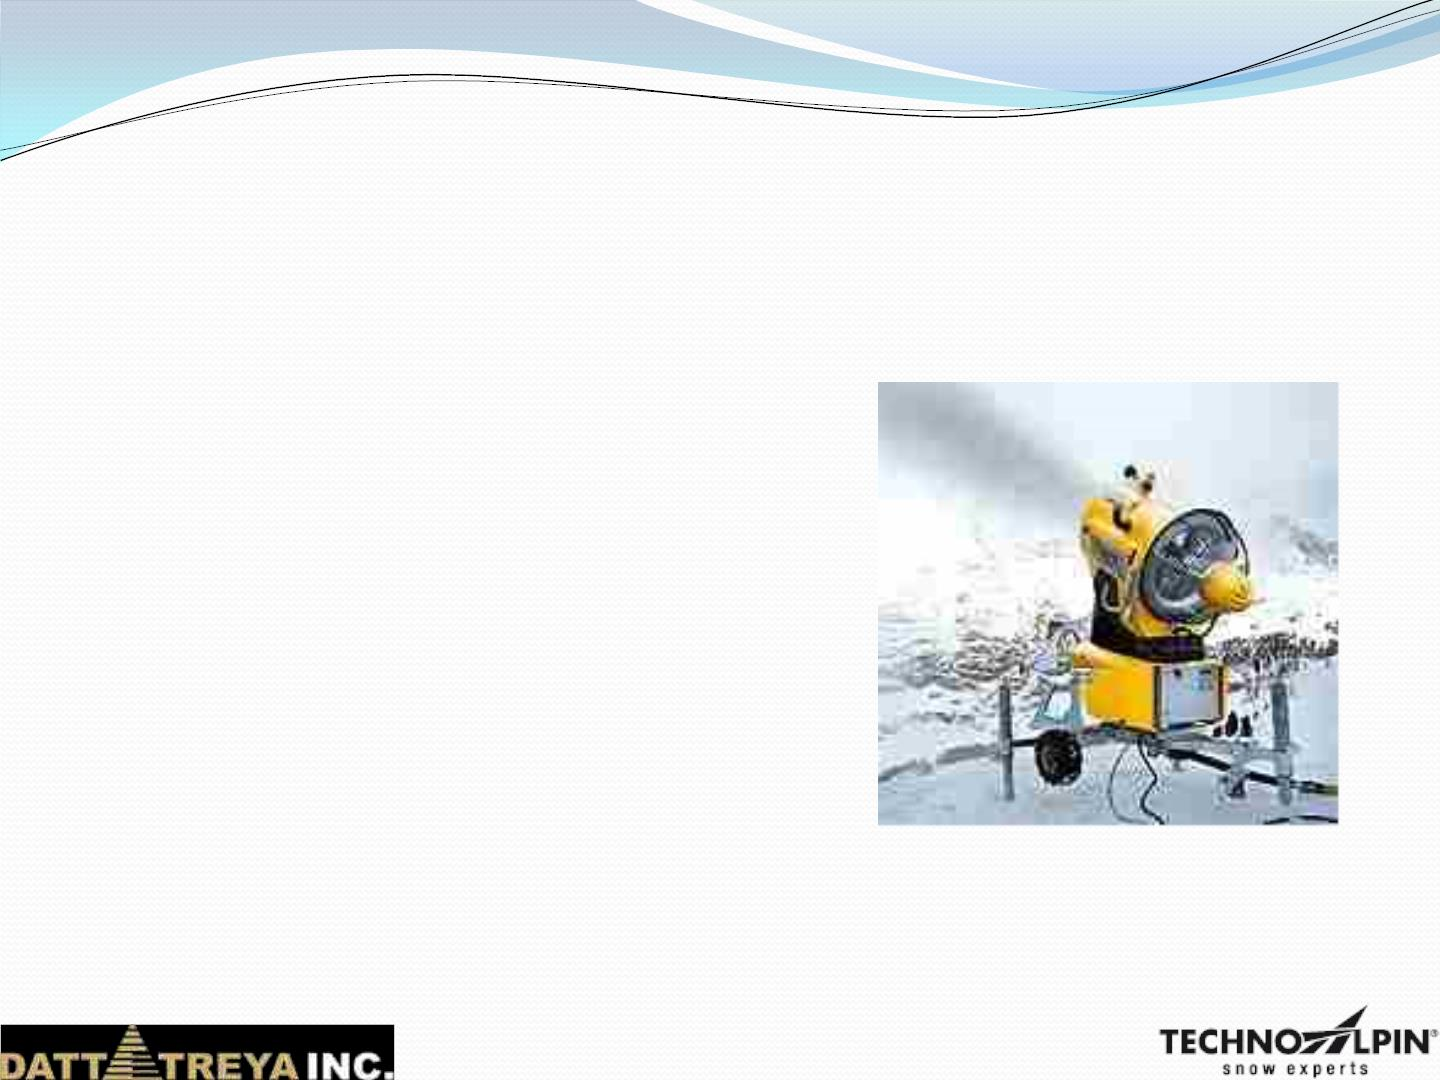 DATTATREYA INC.
TECHNOALPIN®
snow experts